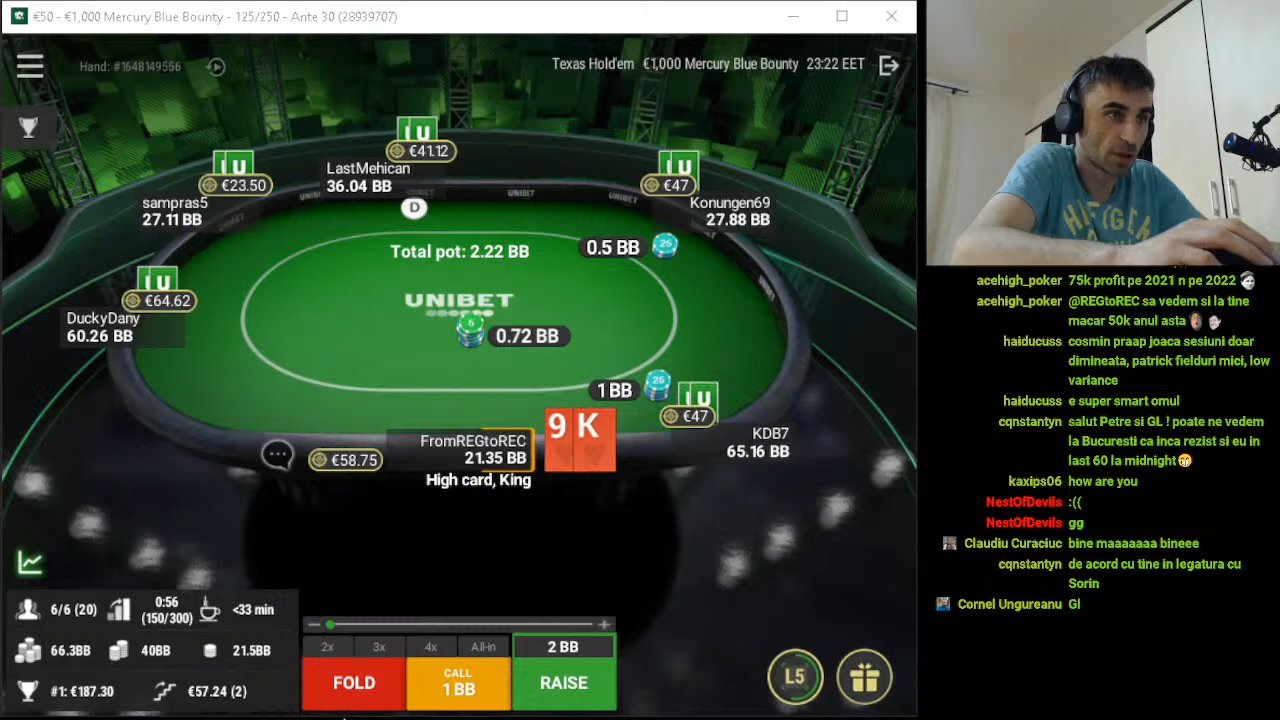 €50 - €1,000 Mercury Blue Bounty - 125/250 - Ante 30 (28939707)
Hand: #1648149556
Texas Hold'em €1,000 Mercury Blue Bounty 23:22 EET
€41.12
LastMehican
36.04 BB
€23.50
sampras5
27.11 BB
€47
Konungen69
27.88 BB
D
Total pot: 2.22 BB
0.5 BB
25
€64.62
DuckyDany
60.26 BB
UNIBET
5
0.72 BB
1 BB
25
€47
KDB7
65.16 BB
€58.75
FromREGtoREC
21.35 BB
9 K
High card, King
6/6 (20)
0:56
(150/300)
<33 min
66.3BB
40BB
21.5BB
#1: €187.30
€57.24 (2)
2x
3x
4x
All-in
2 BB
FOLD
CALL
1 BB
RAISE
L5
acehigh_poker 75k profit pe 2021 n pe 2022
acehigh_poker @REGtoREC sa vedem si la tine
macar 50k anul asta
haiducuss cosmin praap joaca sesiuni doar
dimineata, patrick fielduri mici, low
variance
haiducuss e super smart omul
cqnstantyn salut Petre si GL ! poate ne vedem
la Bucuresti ca inca rezist si eu in
last 60 la midnight
kaxips06 how are you
NestOfDevils :((
NestOfDevils gg
Claudiu Curaciuc bine maaaaaaa bineee
cqnstantyn de acord cu tine in legatura cu
Sorin
Cornel Ungureanu Gl